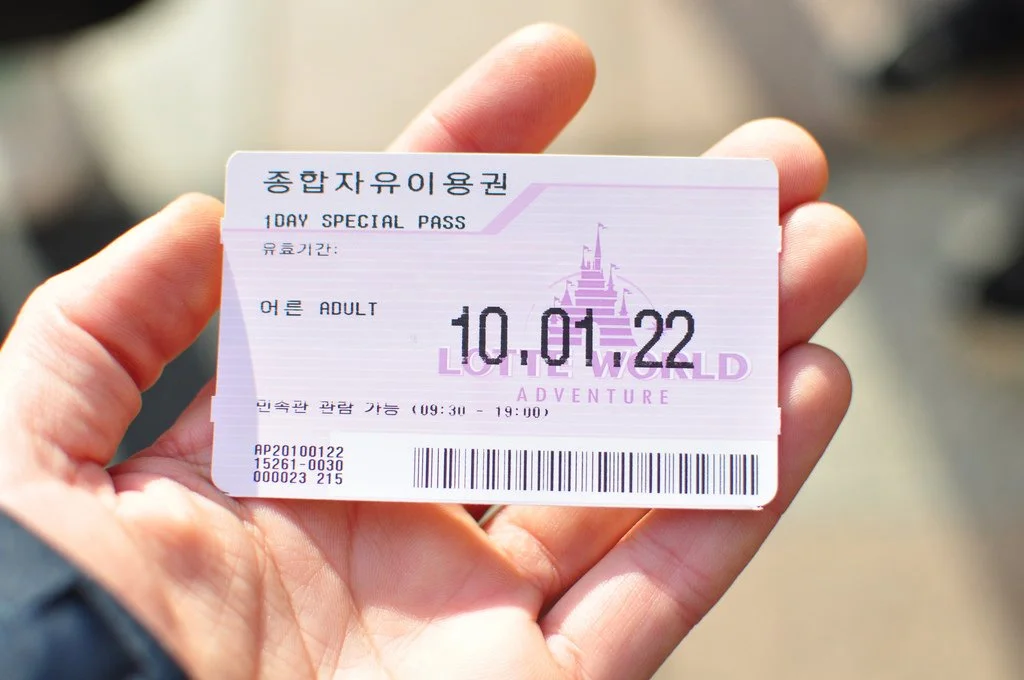 종합자유이용권
1DAY SPECIAL PASS
유효기간:
어른 ADULT
10.01.22
LOTTE WORLD
ADVENTURE
민속관 관람 가능 (09:30 - 19:00)
AP20100122
15261-0030
000023 215